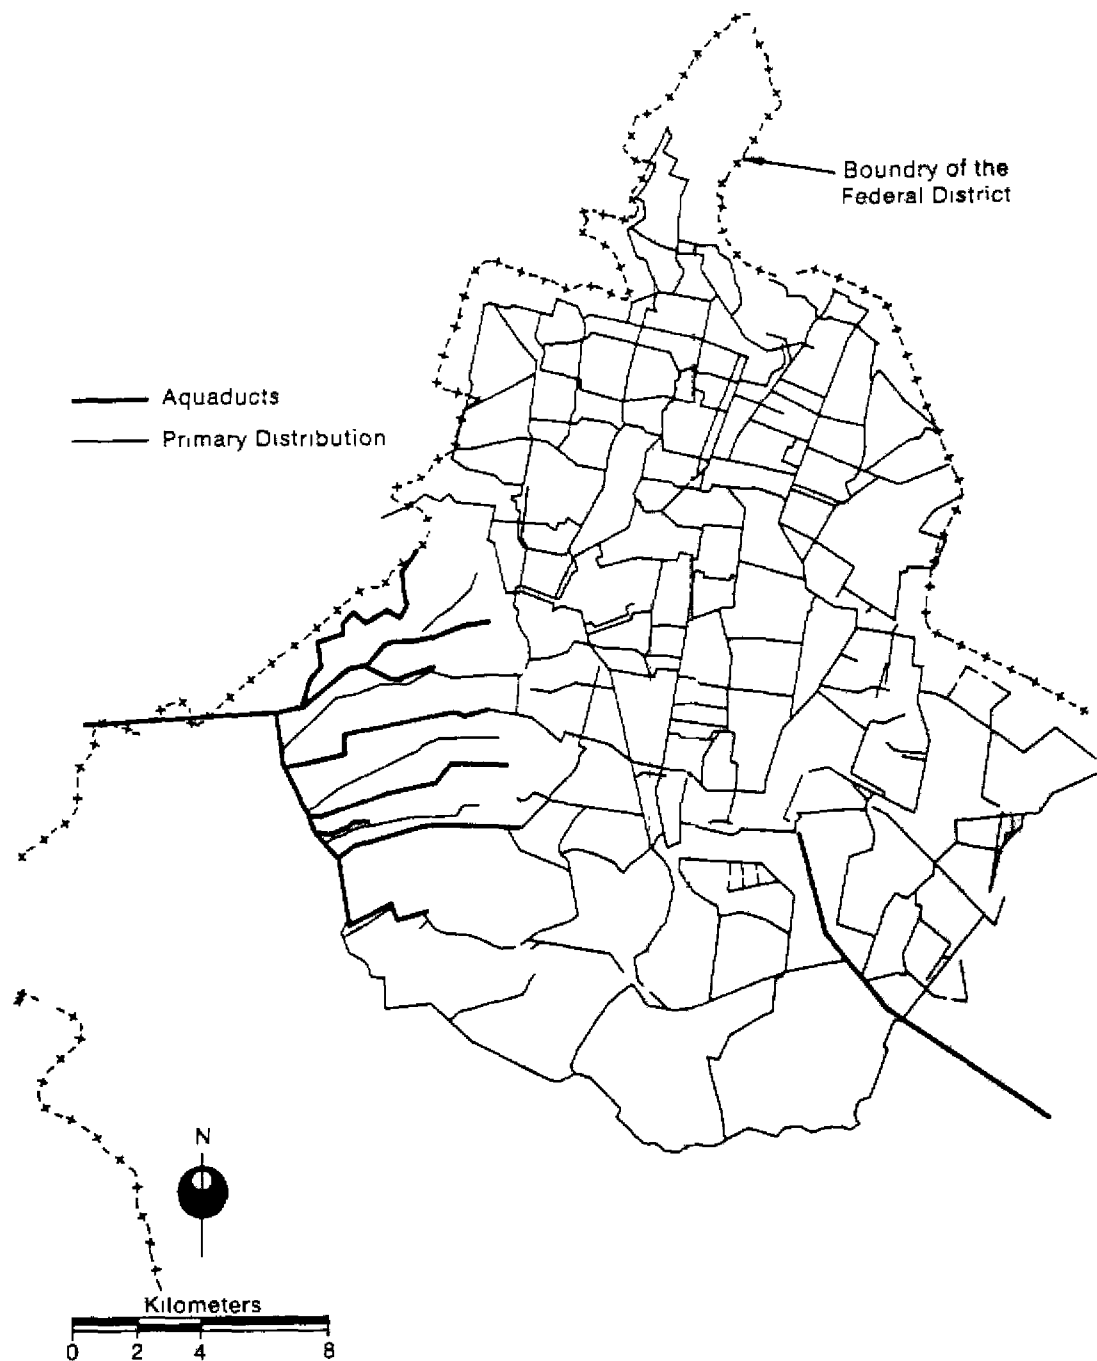 Boundry of the
Federal District
Aquaducts
Primary Distribution
N
Kilometers
0 2 4 8